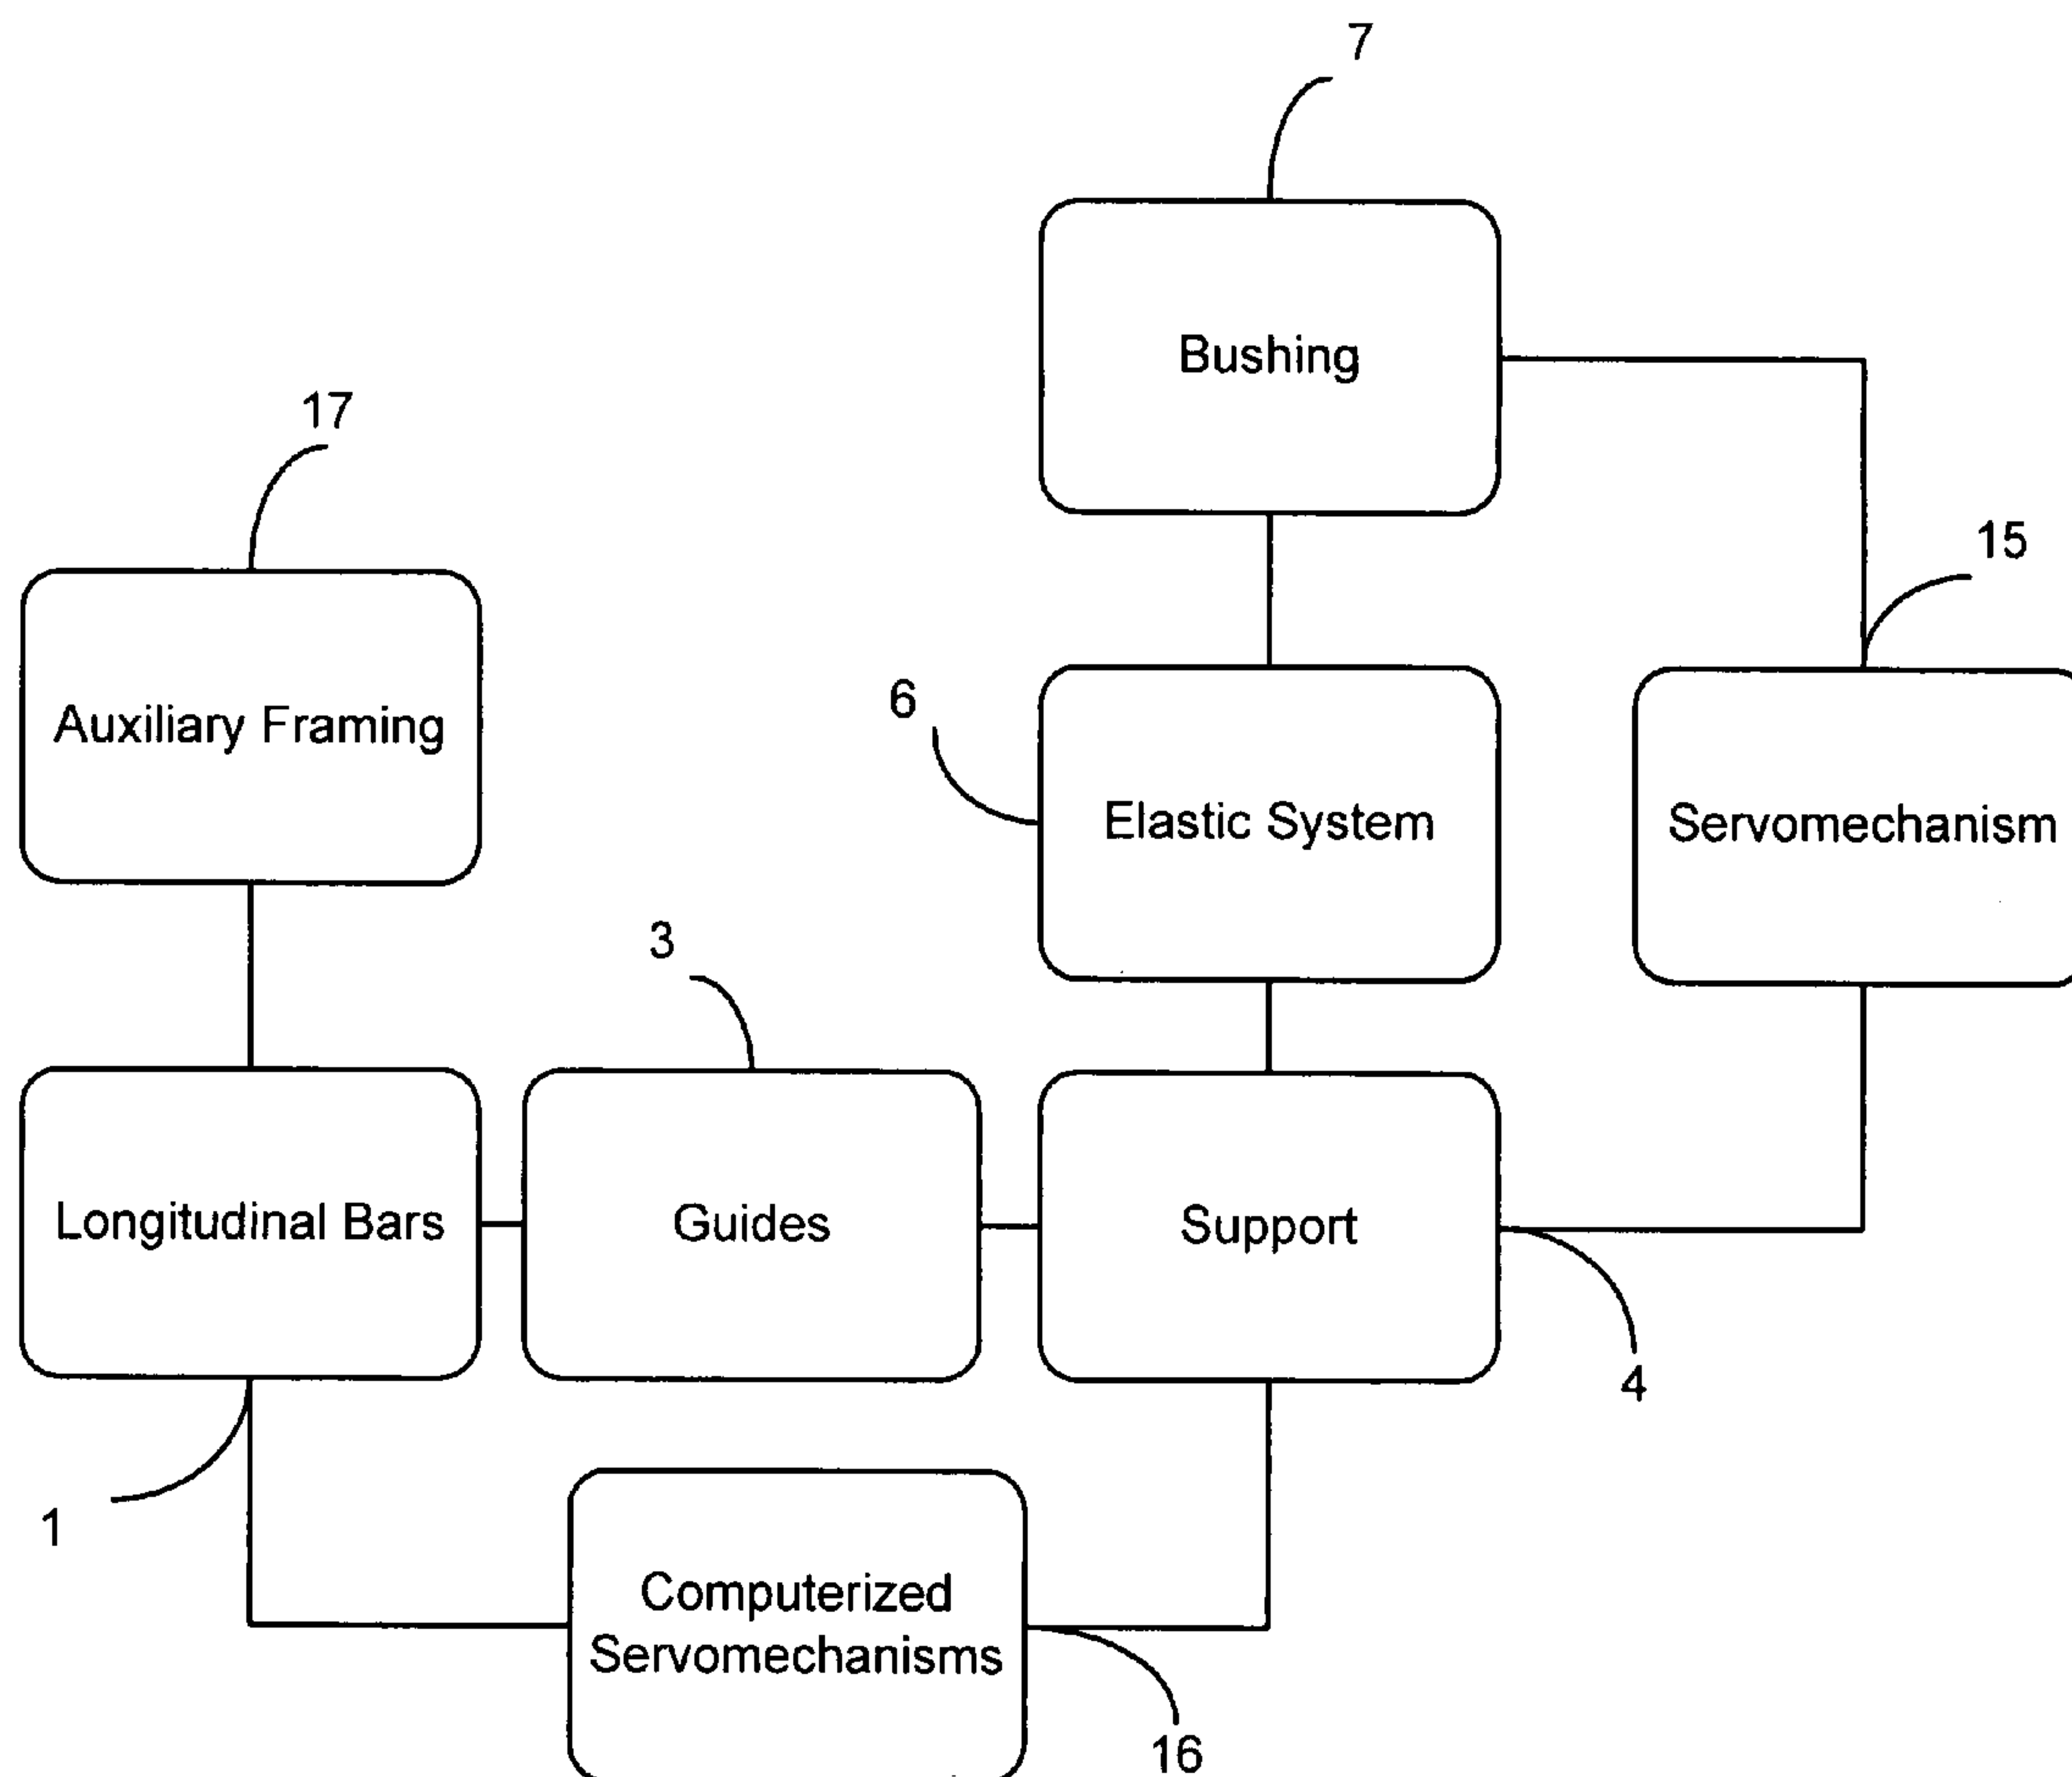 7
Bushing
17
15
Auxiliary Framing
6
Elastic System
Servomechanism
3
Longitudinal Bars
Guides
Support
4
1
Computerized
Servomechanisms
16